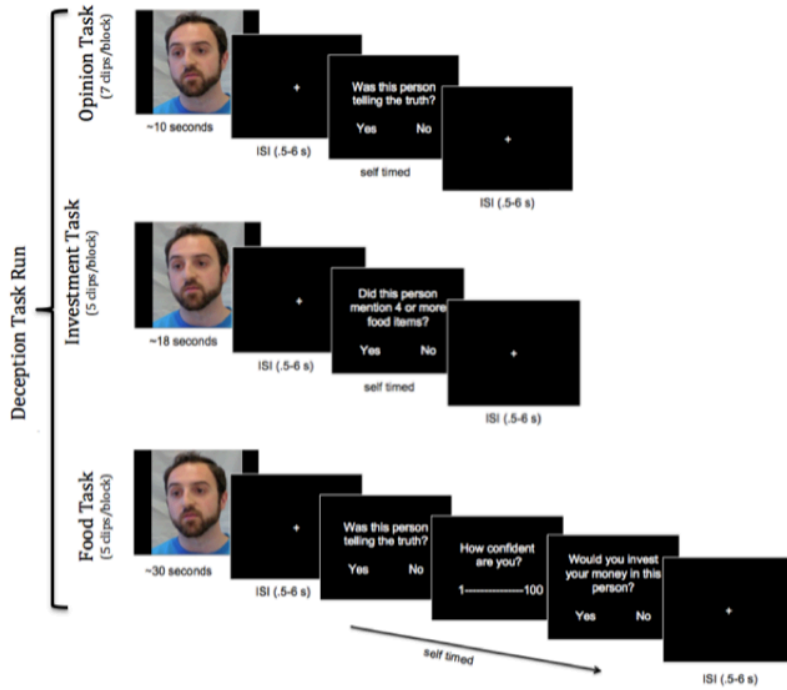 Deception Task Run
Opinion Task
(7 clips/block)
~10 seconds
+
ISI (.5-6 s)
Was this person
telling the truth?
Yes No
self timed
+
ISI (.5-6 s)
Investment Task
(5 clips/block)
~18 seconds
+
ISI (.5-6 s)
Did this person
mention 4 or more
food items?
Yes No
self timed
+
ISI (.5-6 s)
Food Task
(5 clips/block)
~30 seconds
+
ISI (.5-6 s)
Was this person
telling the truth?
Yes No
How confident
are you?
1----------------100
Would you invest
your money in this
person?
Yes No
self timed
+
ISI (.5-6 s)